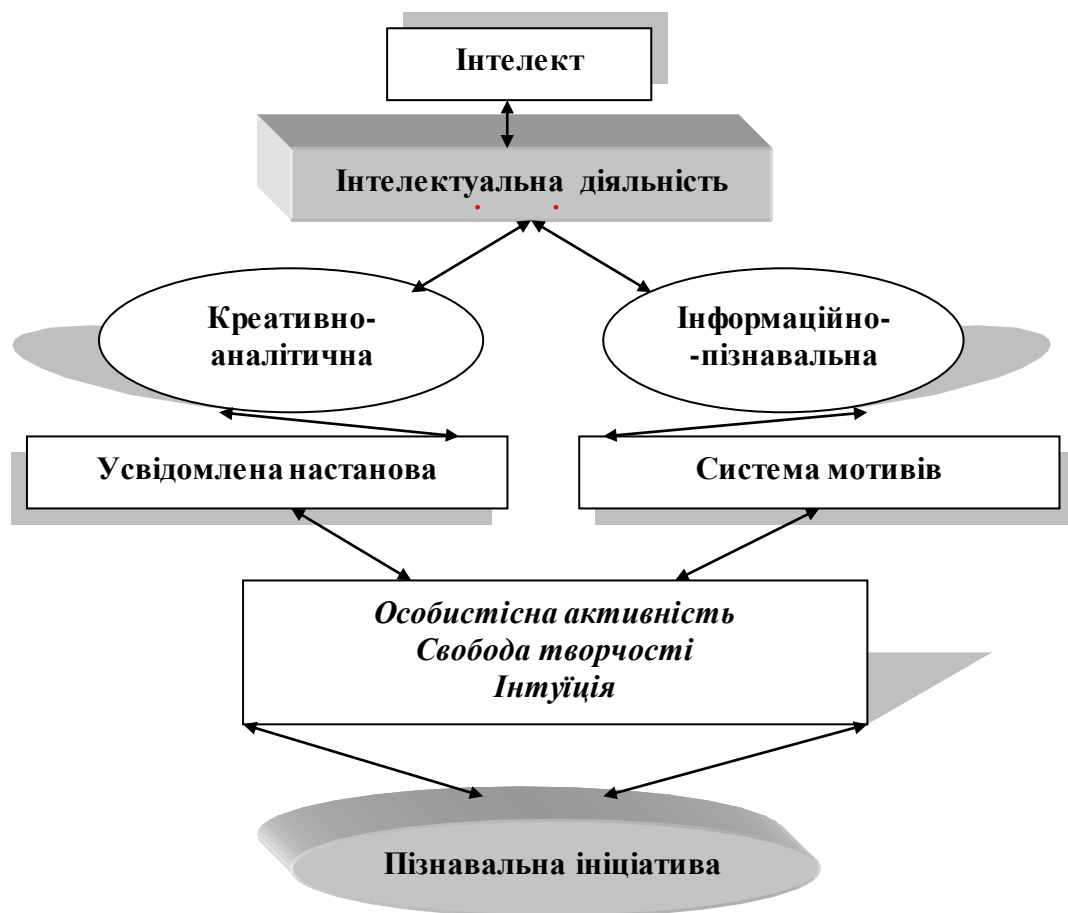 Інтелект
Інтелектуальна діяльність
Креативно-
аналітична
Інформаційно-
-пізнавальна
Усвідомлена настанова
Система мотивів
Особистісна активність
Свобода творчості
Інтуїція
Пізнавальна ініціатива